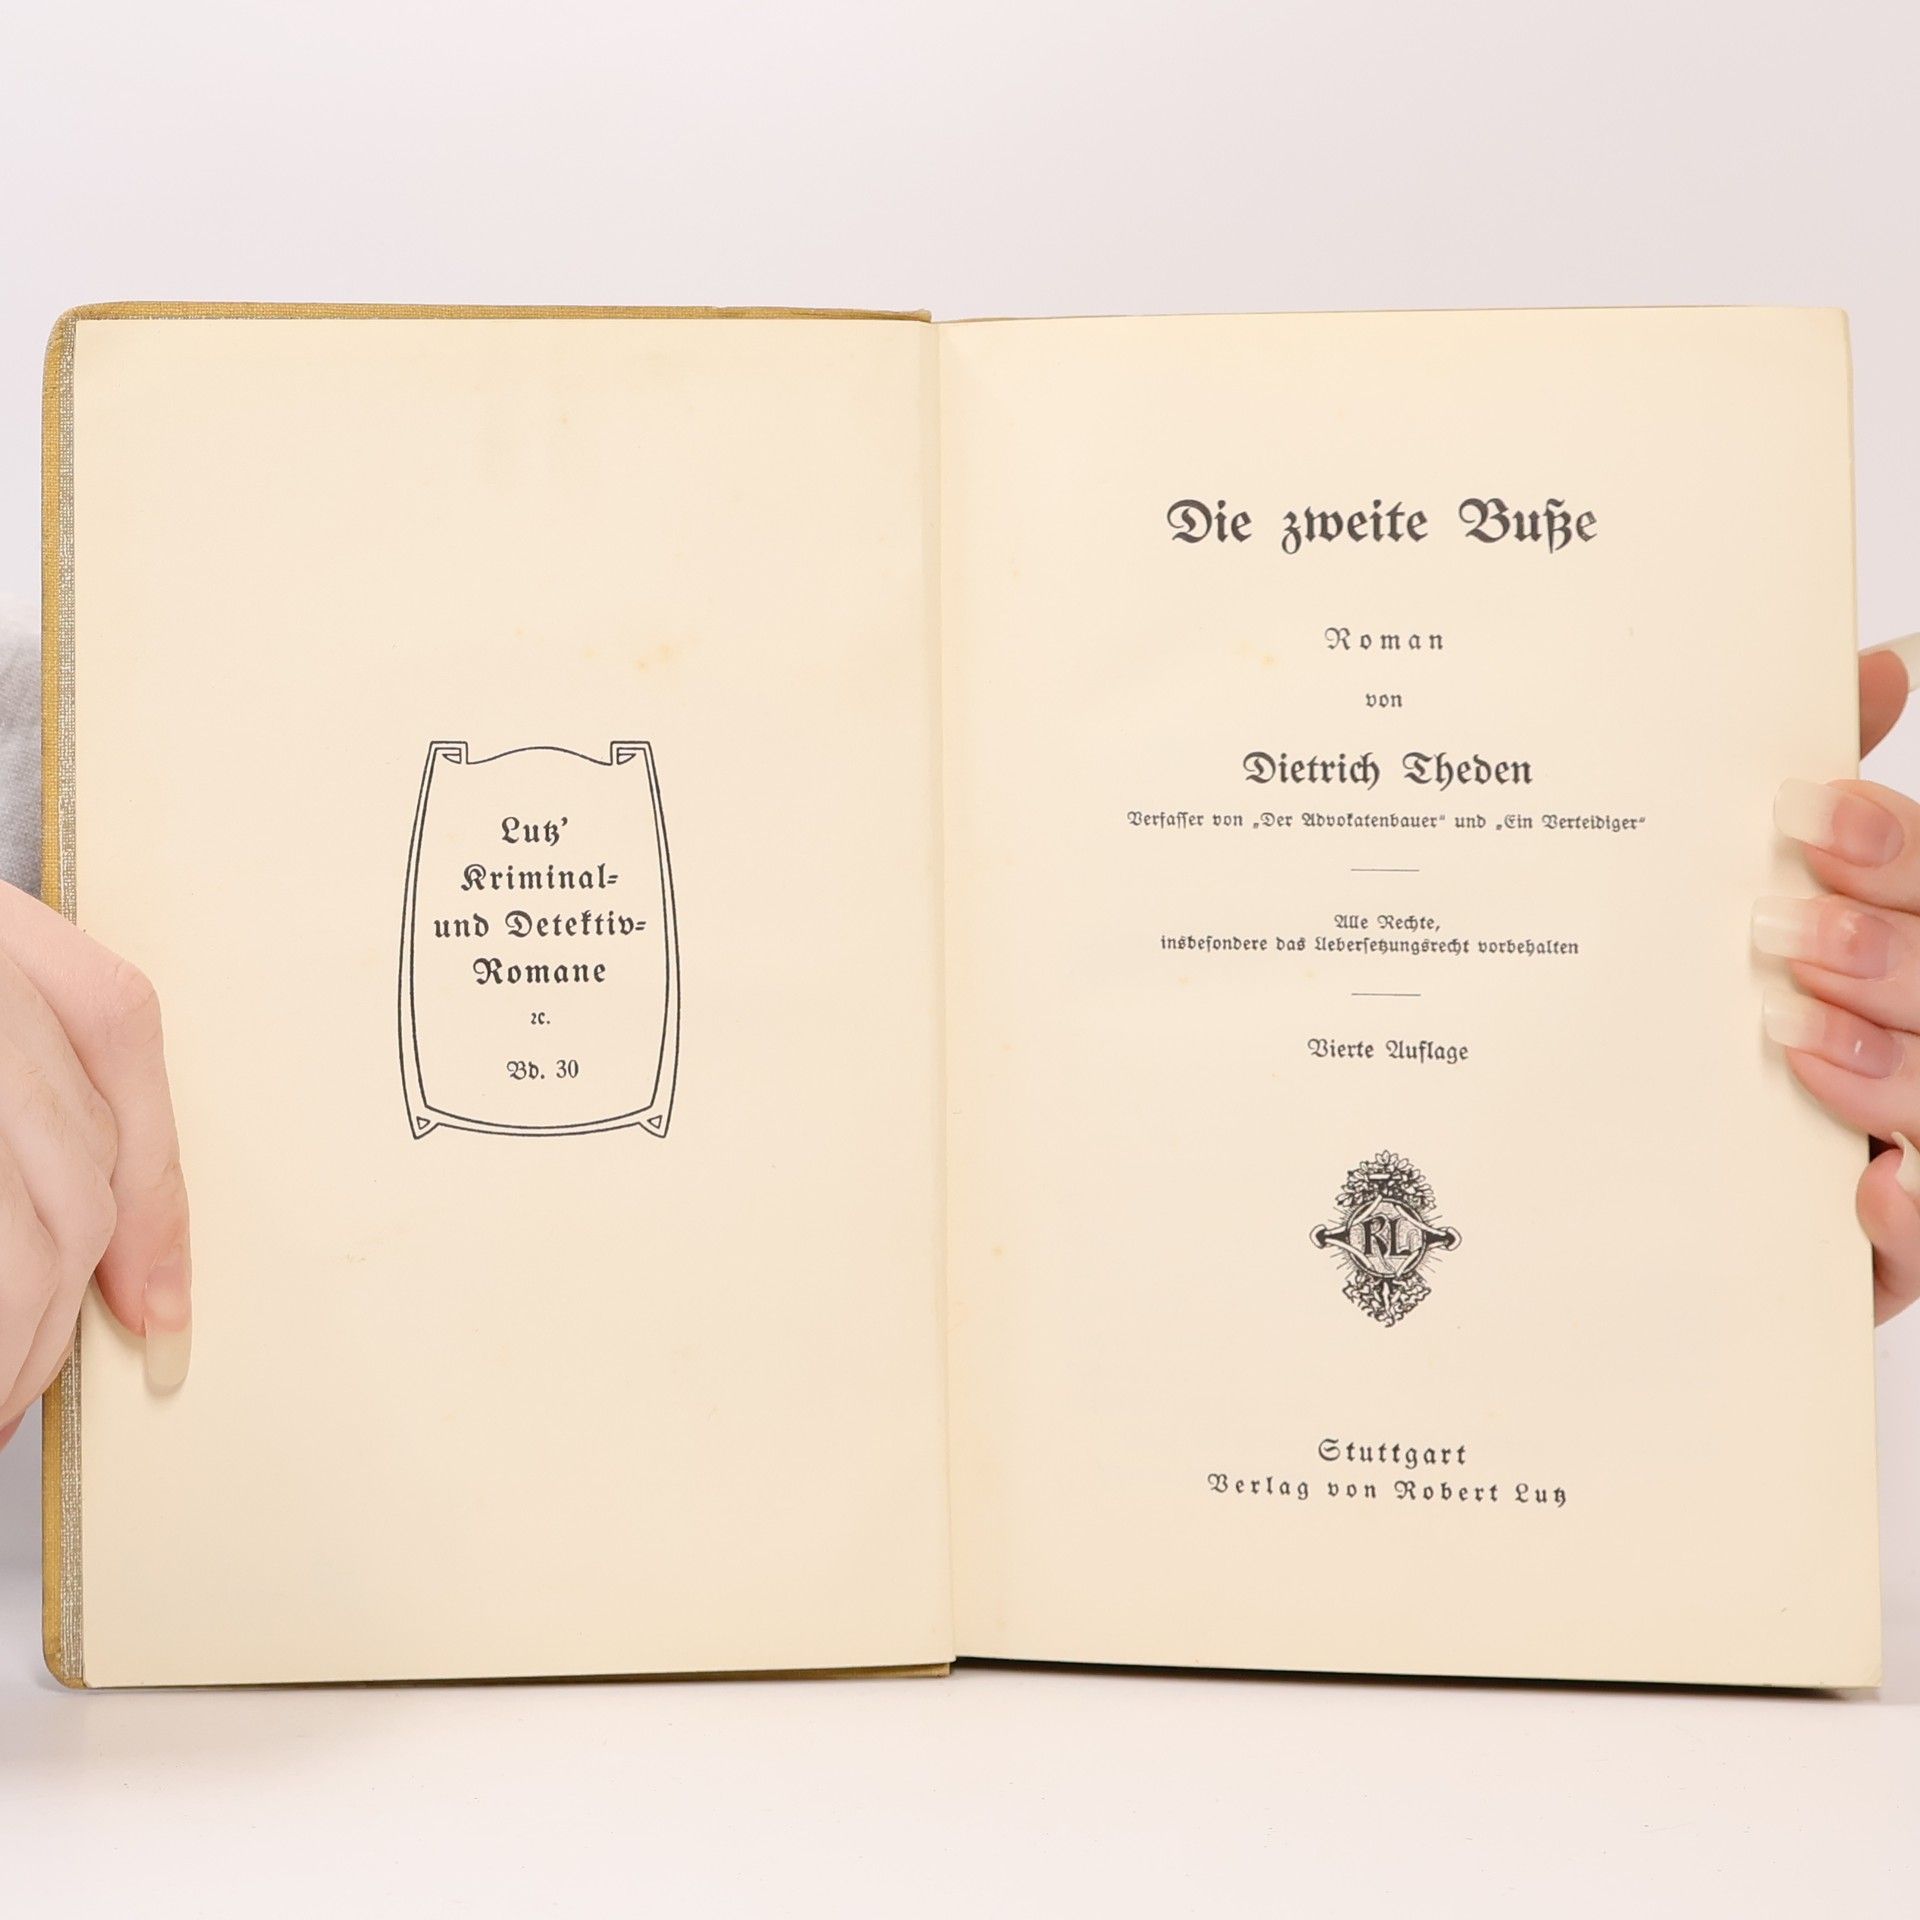 Lutz'
Kriminal-
und Detektiv-
Romane
ꝛc.
Bd. 30
Die zweite Buße
Roman
von
Dietrich Theden
Verfasser von „Der Advokatenbauer“ und „Ein Verteidiger“
Alle Rechte,
insbesondere das Uebersetzungsrecht vorbehalten
Vierte Auflage
RL
Stuttgart
Verlag von Robert Lutz